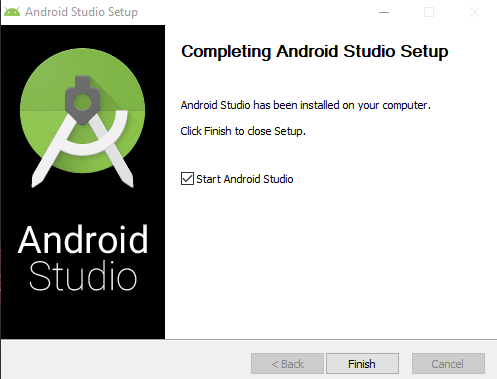 Android Studio Setup
Completing Android Studio Setup
Android Studio has been installed on your computer.
Click Finish to close Setup.
Start Android Studio
Android
Studio
< Back
Finish
Cancel